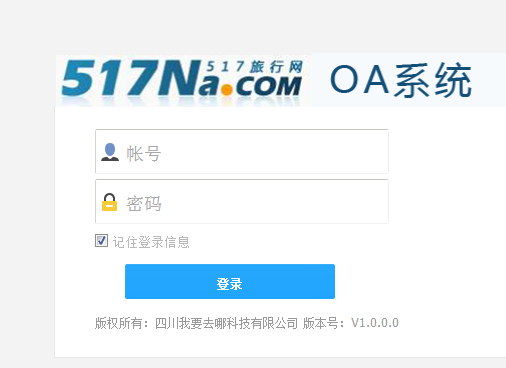 517Na.com 517旅行网 OA系统
帐号
密码
记住登录信息
登录
版权所有：四川我要去哪科技有限公司 版本号：V1.0.0.0